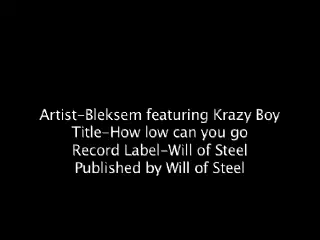 Artist-Bleksem featuring Krazy Boy
Title-How low can you go
Record Label-Will of Steel
Published by Will of Steel